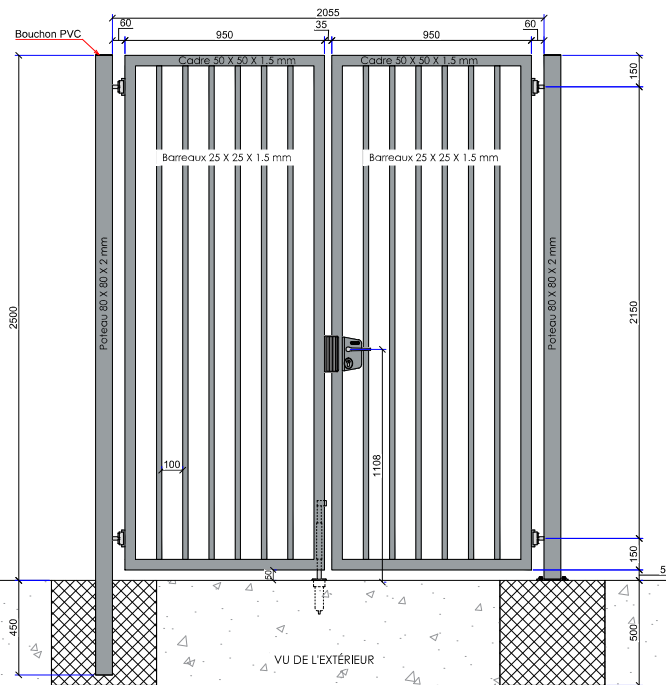 2055
60
35
60
Bouchon PVC
950
950
Cadre 50 X 50 X 1.5 mm
Cadre 50 X 50 X 1.5 mm
150
Barreaux 25 X 25 X 1.5 mm
Barreaux 25 X 25 X 1.5 mm
Poteau 80 X 80 X 2 mm
Poteau 80 X 80 X 2 mm
2500
2150
100
1108
150
50
5
450
500
VU DE L'EXTÉRIEUR